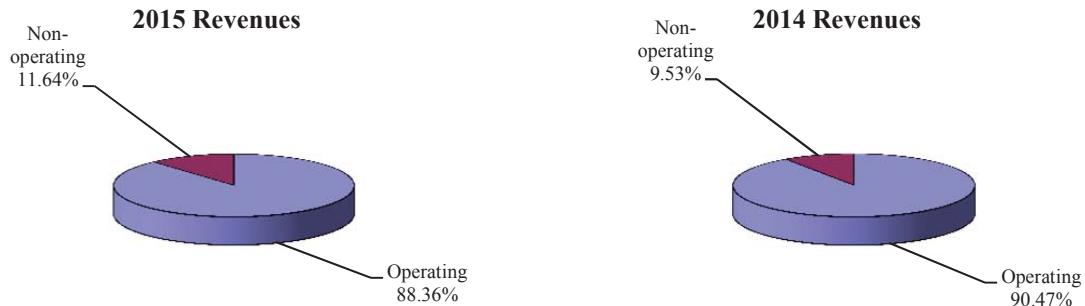 2015 Revenues
Non-
operating
11.64%
Operating
88.36%
2014 Revenues
Non-
operating
9.53%
Operating
90.47%